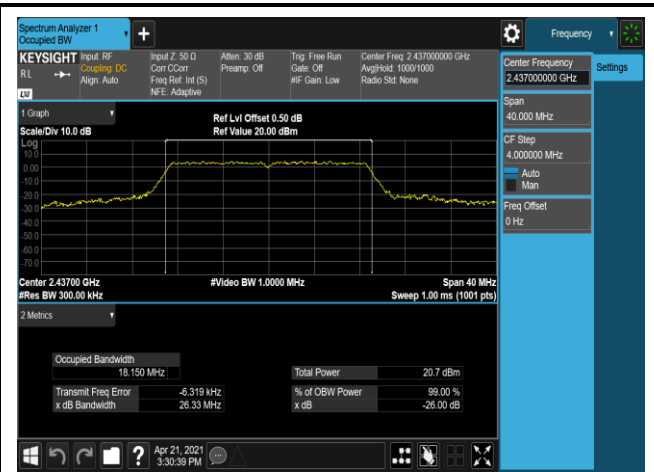 Spectrum Analyzer 1
Occupied BW
Frequency
KEYSIGHT
RL
LXI
Input: RF
Coupling: DC
Align: Auto
Input Z: 50 Ω
Corr CCorr
Freq Ref: Int (S)
NFE: Adaptive
Atten: 30 dB
Preamp: Off
Trig: Free Run
Gate: Off
#IF Gain: Low
Center Freq: 2.437000000 GHz
Avg|Hold: 1000/1000
Radio Std: None
Center Frequency
2.437000000 GHz
Settings
Span
40.000 MHz
CF Step
4.000000 MHz
Auto
Man
Freq Offset
0 Hz
1 Graph
Scale/Div 10.0 dB
Ref Lvl Offset 0.50 dB
Ref Value 20.00 dBm
Log
10.0
0.00
-10.0
-20.0
-30.0
-40.0
-50.0
-60.0
-70.0
Center 2.43700 GHz
#Video BW 1.0000 MHz
Span 40 MHz
#Res BW 300.00 kHz
Sweep 1.00 ms (1001 pts)
2 Metrics
Occupied Bandwidth
18.150 MHz
Total Power 20.7 dBm
Transmit Freq Error -6.319 kHz
% of OBW Power 99.00 %
x dB Bandwidth 26.33 MHz
x dB -26.00 dB
?
Apr 21, 2021
3:30:39 PM